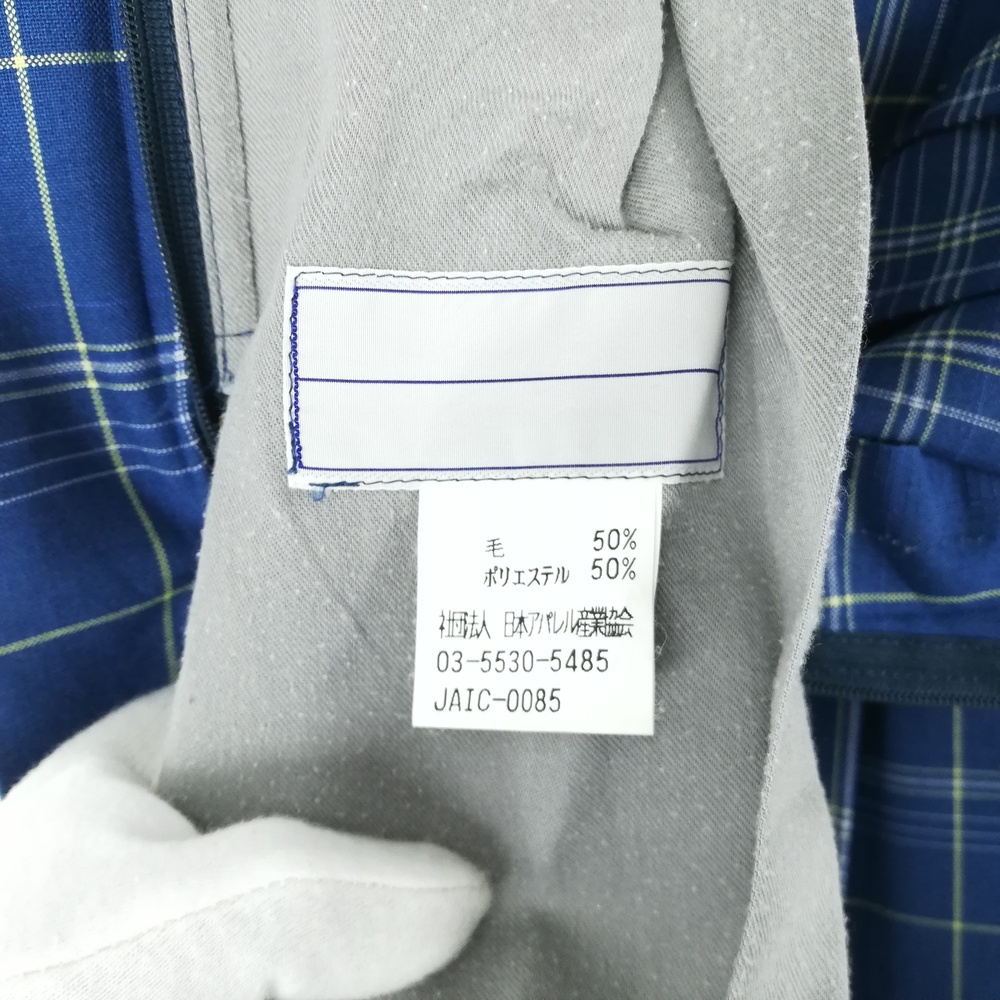 毛 50%
ポリエステル 50%
社団法人 日本アパレル産業協会
03-5530-5485
JAIC-0085